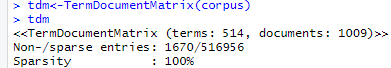 > tdm<-TermDocumentMatrix(corpus)
> tdm
<<TermDocumentMatrix (terms: 514, documents: 1009)>>
Non-/sparse entries: 1670/516956
Sparsity           : 100%